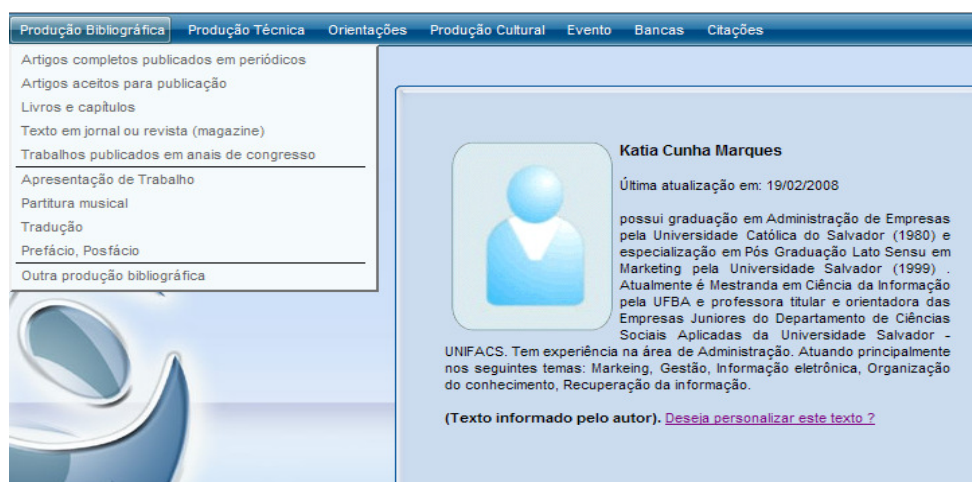 Produção Bibliográfica Produção Técnica Orientações Produção Cultural Evento Bancas Citações
Artigos completos publicados em periódicos
Artigos aceitos para publicação
Livros e capítulos
Texto em jornal ou revista (magazine)
Trabalhos publicados em anais de congresso
Apresentação de Trabalho
Partitura musical
Tradução
Prefácio, Posfácio
Outra produção bibliográfica
Katia Cunha Marques
Última atualização em: 19/02/2008
possui graduação em Administração de Empresas
pela Universidade Católica do Salvador (1980) e
especialização em Pós Graduação Lato Sensu em
Marketing pela Universidade Salvador (1999) .
Atualmente é Mestranda em Ciência da Informação
pela UFBA e professora titular e orientadora das
Empresas Juniores do Departamento de Ciências
Sociais Aplicadas da Universidade Salvador -
UNIFACS. Tem experiência na área de Administração. Atuando principalmente
nos seguintes temas: Markeing, Gestão, Informação eletrônica, Organização
do conhecimento, Recuperação da informação.
(Texto informado pelo autor). Deseja personalizar este texto ?